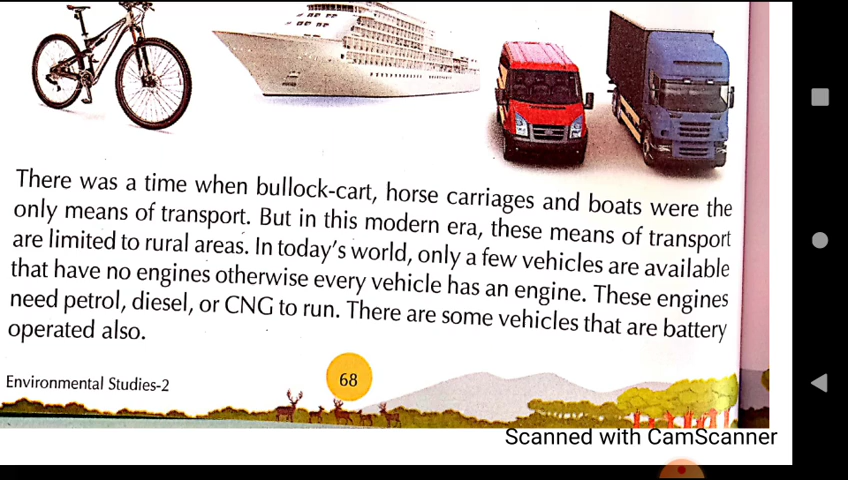 There was a time when bullock-cart, horse carriages and boats were the
only means of transport. But in this modern era, these means of transport
are limited to rural areas. In today's world, only a few vehicles are available
that have no engines otherwise every vehicle has an engine. These engines
need petrol, diesel, or CNG to run. There are some vehicles that are battery
operated also.
Environmental Studies-2
68
Scanned with CamScanner